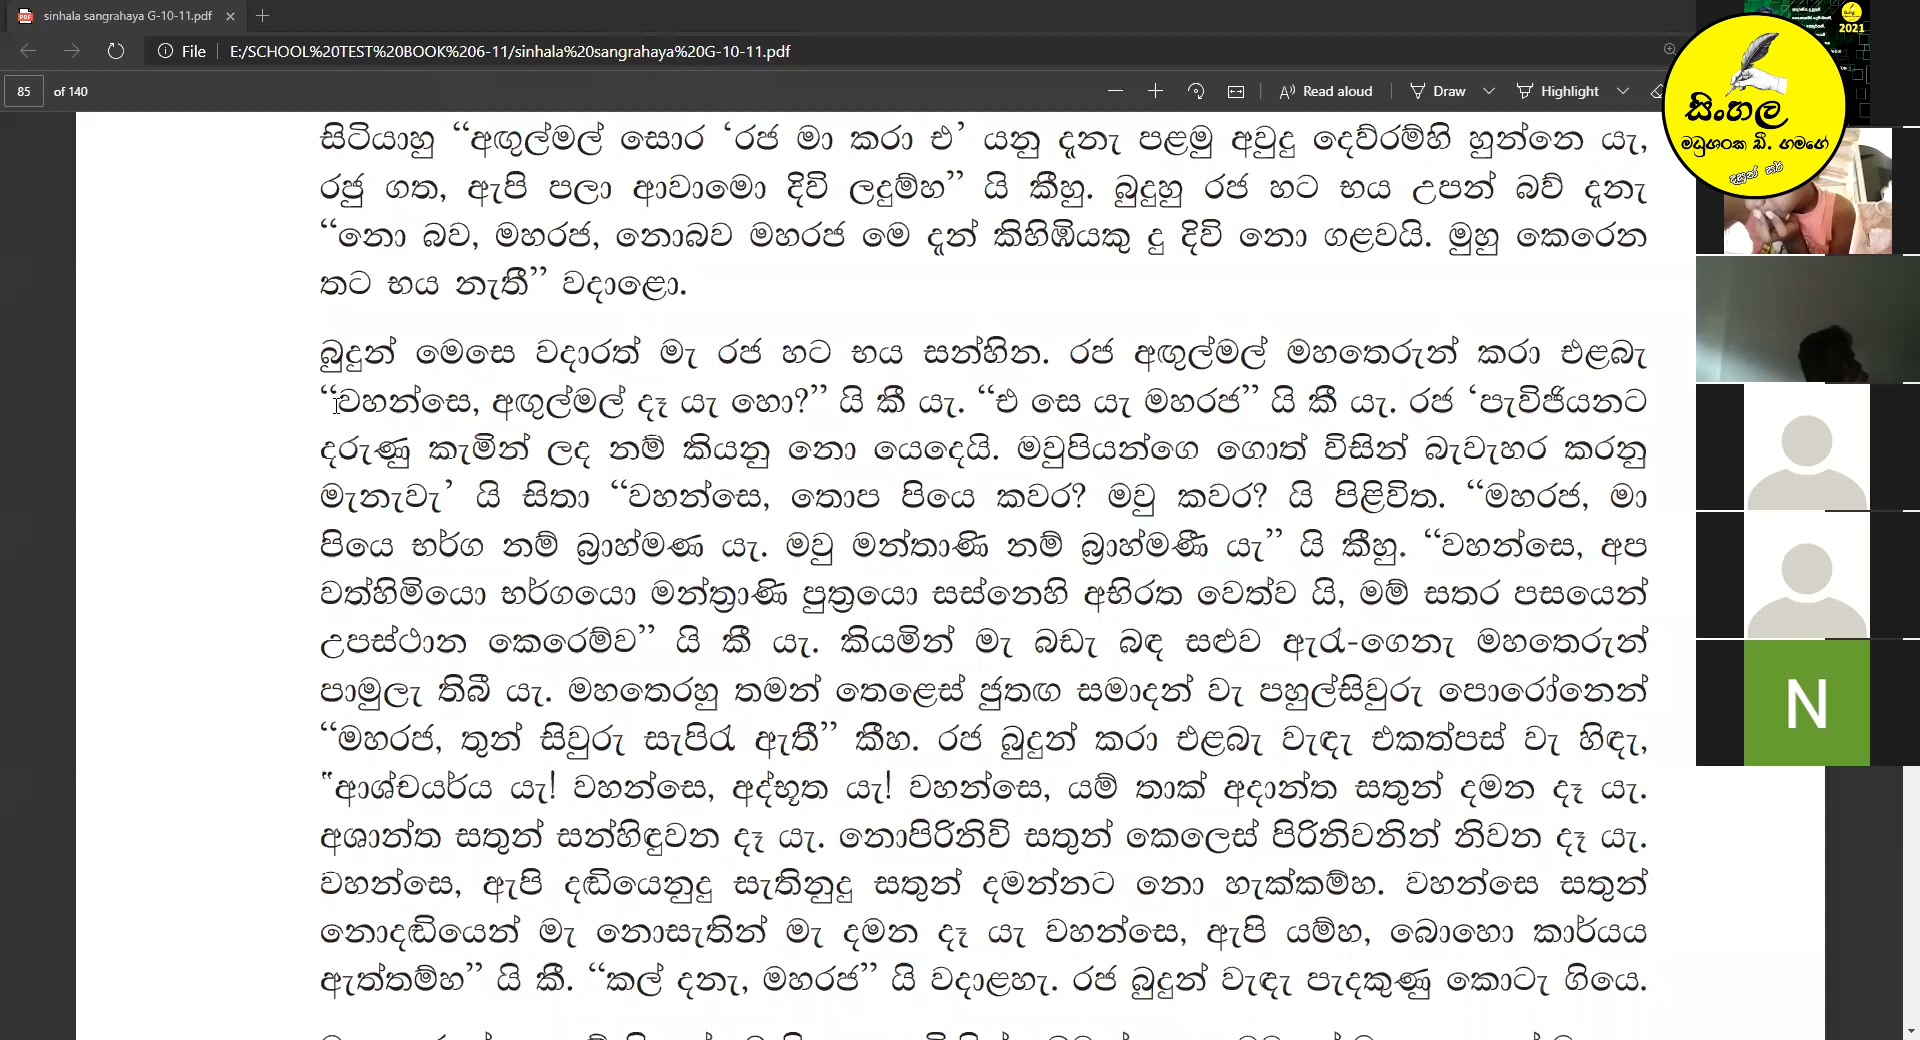 sinhala sangrahaya G-10-11.pdf
File
E:/SCHOOL%20TEST%20BOOK%206-11/sinhala%20sangrahaya%20G-10-11.pdf
85 of 140
Read aloud
Draw
Highlight
2021
සිංහල
මධුශංක ඩී. ගමගේ
සිටියාහු “අඟුල්මල් සොර ‘රජ මා කරා එ’ යනු දැනැ පළමු අවුදු දෙව්රම්හි හුන්නෙ යැ,
රජු ගත, ඇපි පලා ආවාමො දිවි ලදුම්හ” යි කීහු. බුදුහු රජ හට භය උපන් බව් දැනැ
“නො බව, මහරජ, නොබව මහරජ මෙ දැන් කිහිඹියකු දු දිවි නො ගළවයි. මුහු කෙරෙන
තට භය නැතී” වදාළො.
බුදුන් මෙසෙ වදාරත් මැ රජ හට භය සන්හින. රජ අඟුල්මල් මහතෙරුන් කරා එළබැ
“වහන්සෙ, අඟුල්මල් දෑ යැ හො?” යි කී යැ. “එ සෙ යැ මහරජ” යි කී යැ. රජ ‘පැවිජියනට
දරුණු කැමින් ලද නම් කියනු නො යෙදෙයි. මවුපියන්ගෙ ගොත් විසින් බැවැහර කරනු
මැනැවැ’ යි සිතා “වහන්සෙ, තොප පියෙ කවර? මවු කවර? යි පිළිවිත. “මහරජ, මා
පියෙ භර්ග නම් බ්‍රාහ්මණ යැ. මවු මන්තාණි නම් බ්‍රාහ්මණී යැ” යි කීහු. “වහන්සෙ, අප
වත්හිමියො භර්ගයො මන්ත්‍රාණි පුත්‍රයො සස්නෙහි අභිරත වෙත්ව යි, මම් සතර පසයෙන්
උපස්ථාන කෙරෙම්ව” යි කී යැ. කියමින් මැ බඩැ බඳ සළුව ඇරැ-ගෙනැ මහතෙරුන්
පාමුලැ තිබී යැ. මහතෙරහු තමන් තෙළෙස් ජුතඟ සමාදන් වැ පහුල්සිවුරු පොරෝනෙන්
“මහරජ, තුන් සිවුරු සැපිරැ ඇතී” කීහ. රජ බුදුන් කරා එළබැ වැඳැ එකත්පස් වැ හිඳැ,
“ආශ්චයර්ය යැ! වහන්සෙ, අද්භූත යැ! වහන්සෙ, යම් තාක් අදාන්ත සතුන් දමන දෑ යැ.
අශාන්ත සතුන් සන්හිඳුවන දෑ යැ. නොපිරිනිවි සතුන් කෙලෙස් පිරිනිවනින් නිවන දෑ යැ.
වහන්සෙ, ඇපි දඬියෙනුදු සැතිනුදු සතුන් දමන්නට නො හැක්කම්හ. වහන්සෙ සතුන්
නොදඬියෙන් මැ නොසැතින් මැ දමන දෑ යැ වහන්සෙ, ඇපි යම්හ, බොහො කාර්යය
ඇත්තම්හ” යි කී. “කල් දනැ, මහරජ” යි වදාළහැ. රජ බුදුන් වැඳැ පැදකුණු කොටැ ගියෙ.
N